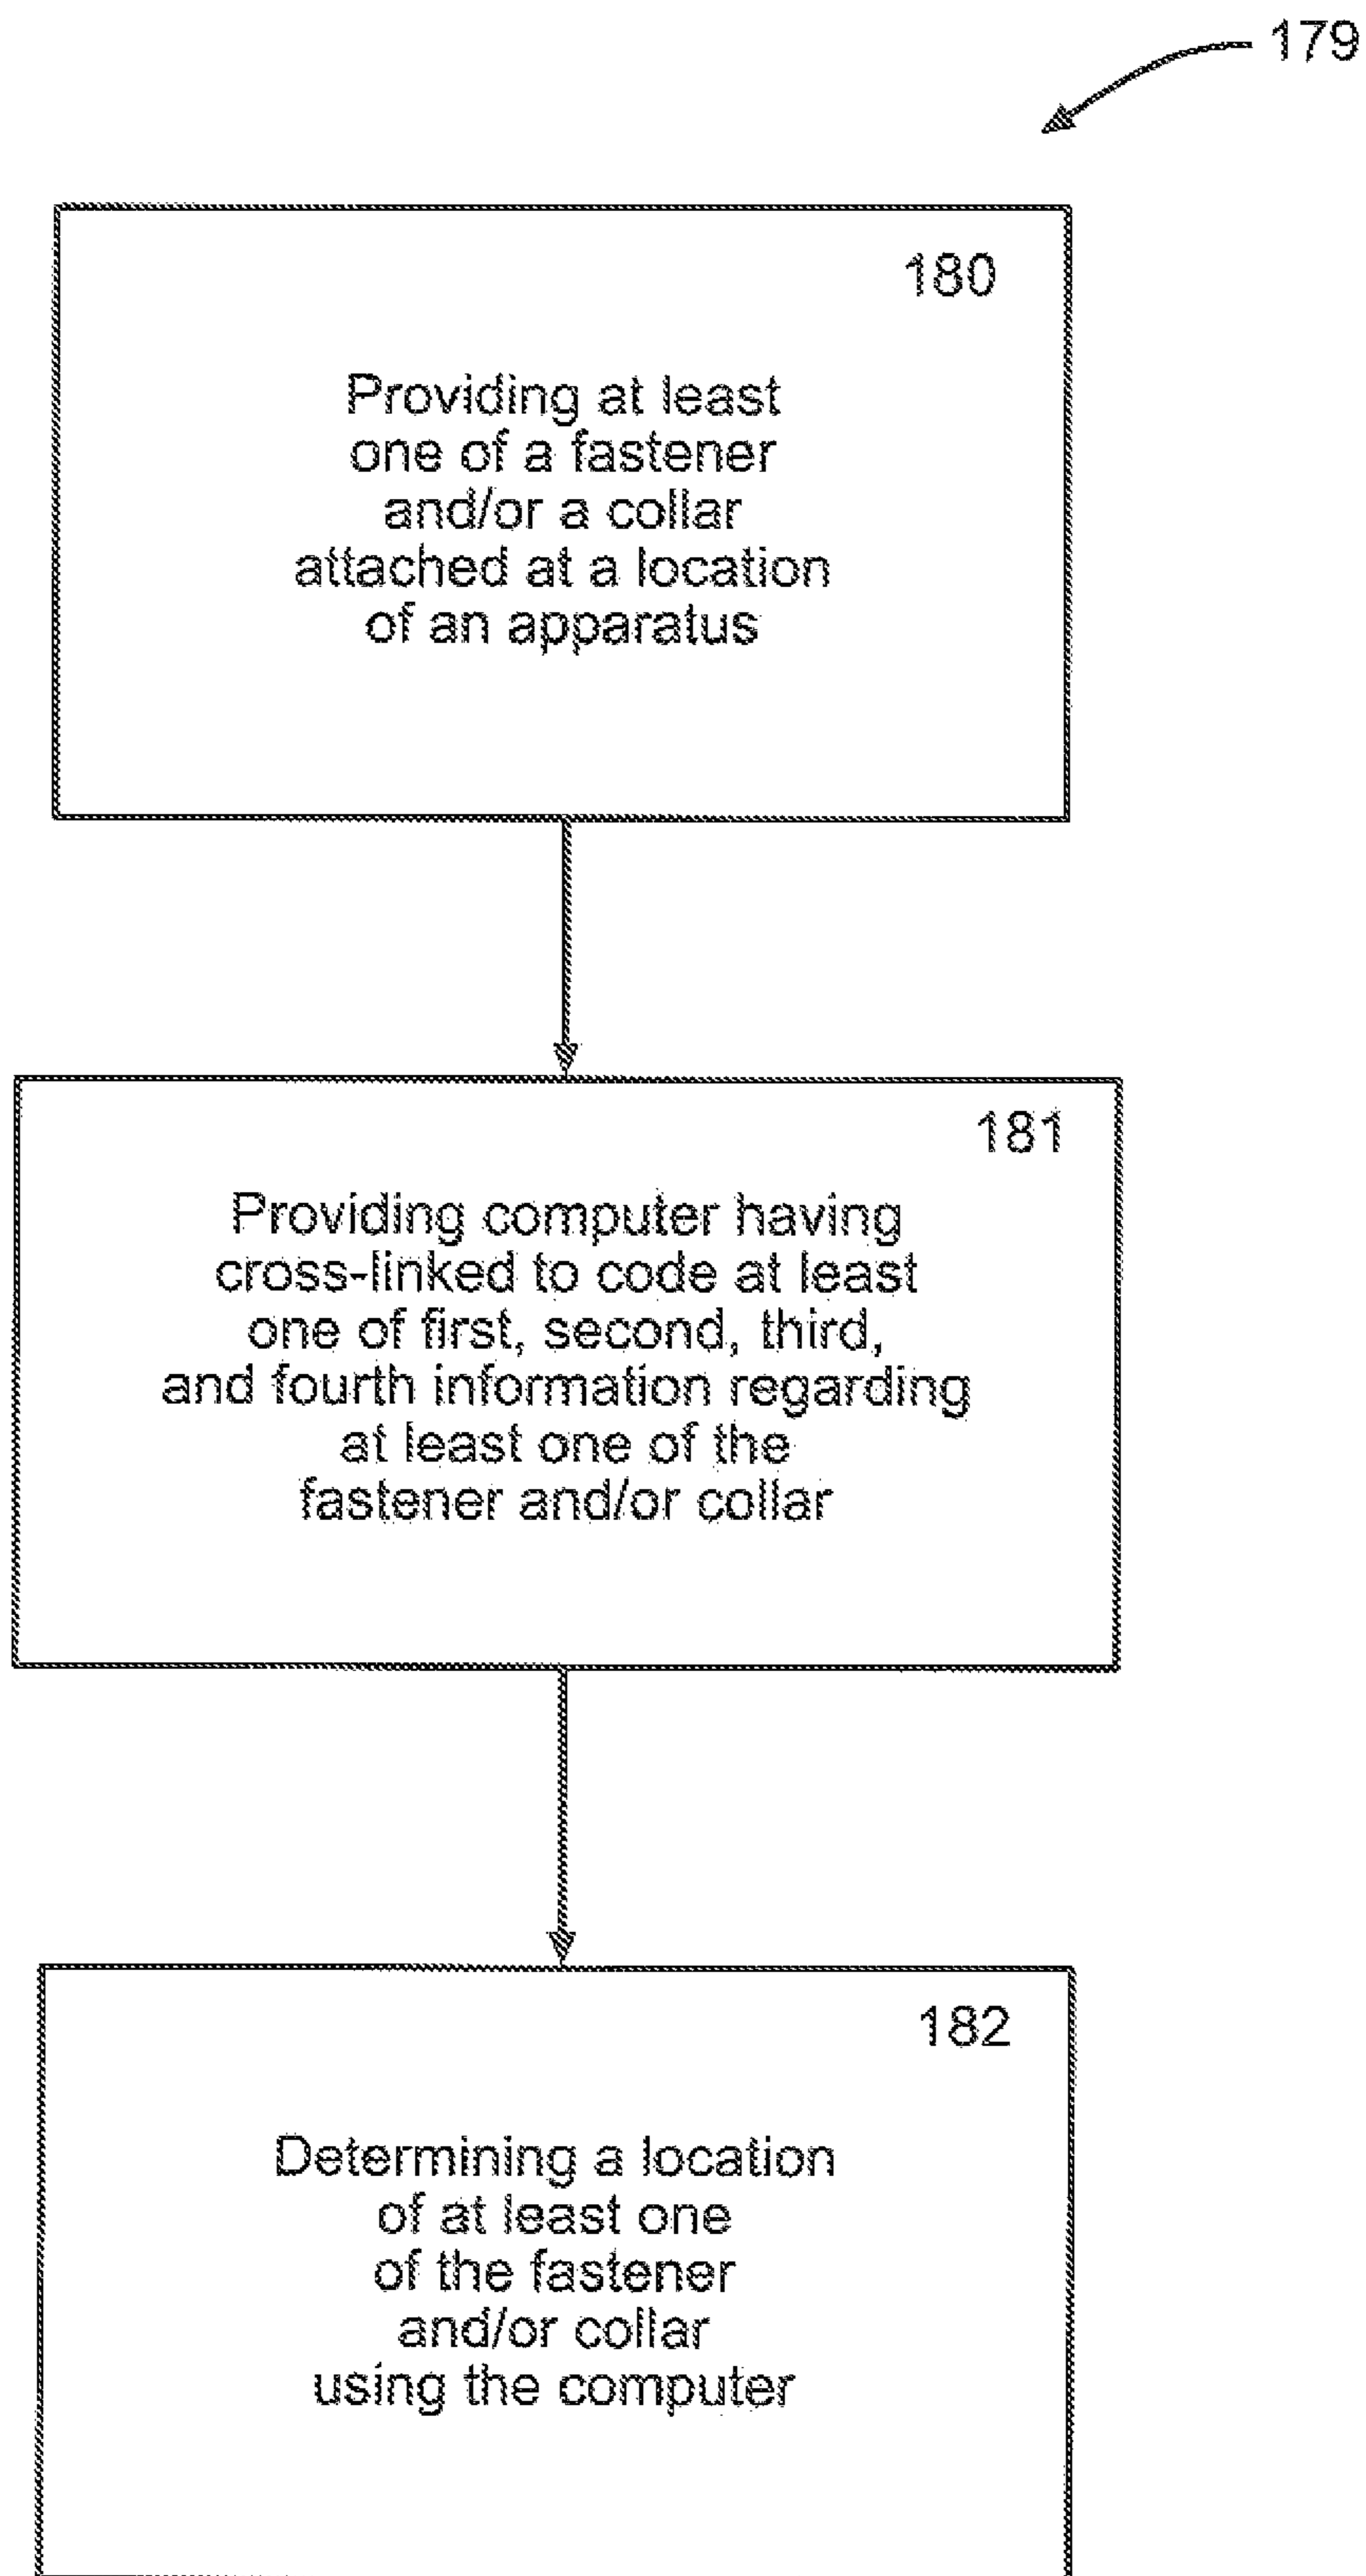 179
180
Providing at least
one of a fastener
and/or a collar
attached at a location
of an apparatus
181
Providing computer having
cross-linked to code at least
one of first, second, third,
and fourth information regarding
at least one of the
fastener and/or collar
182
Determining a location
of at least one
of the fastener
and/or collar
using the computer